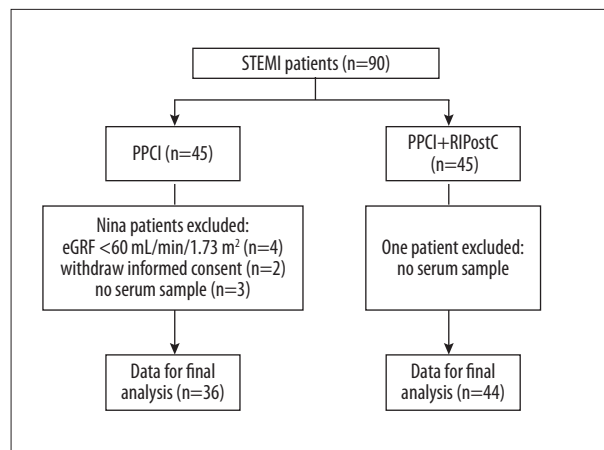 STEMI patients (n=90)
PPCI (n=45)
PPCI+RIPostC
(n=45)
Nina patients excluded:
eGRF <60 mL/min/1.73 m² (n=4)
withdraw informed consent (n=2)
no serum sample (n=3)
One patient excluded:
no serum sample
Data for final
analysis (n=36)
Data for final
analysis (n=44)